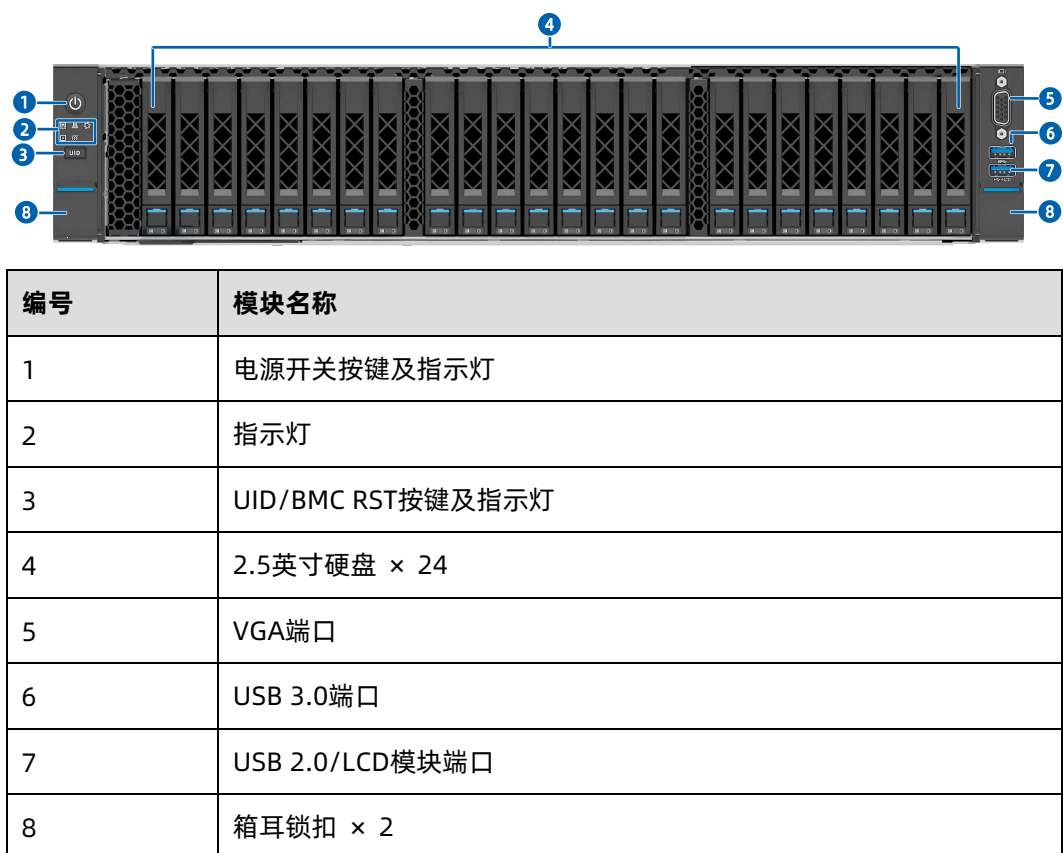 4
1
2
3
8
UID
5
6
7
8
编号 模块名称
1 电源开关按键及指示灯
2 指示灯
3 UID/BMC RST按键及指示灯
4 2.5英寸硬盘 × 24
5 VGA端口
6 USB 3.0端口
7 USB 2.0/LCD模块端口
8 箱耳锁扣 × 2